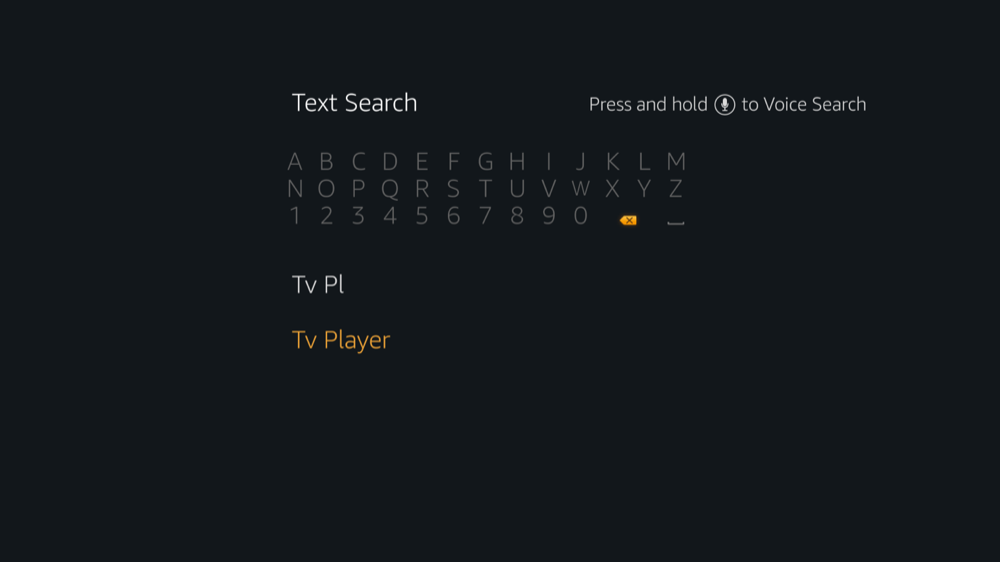 Text Search
Press and hold to Voice Search
A B C D E F G H I J K L M
N O P Q R S T U V W X Y Z
1 2 3 4 5 6 7 8 9 0
Tv Pl
Tv Player